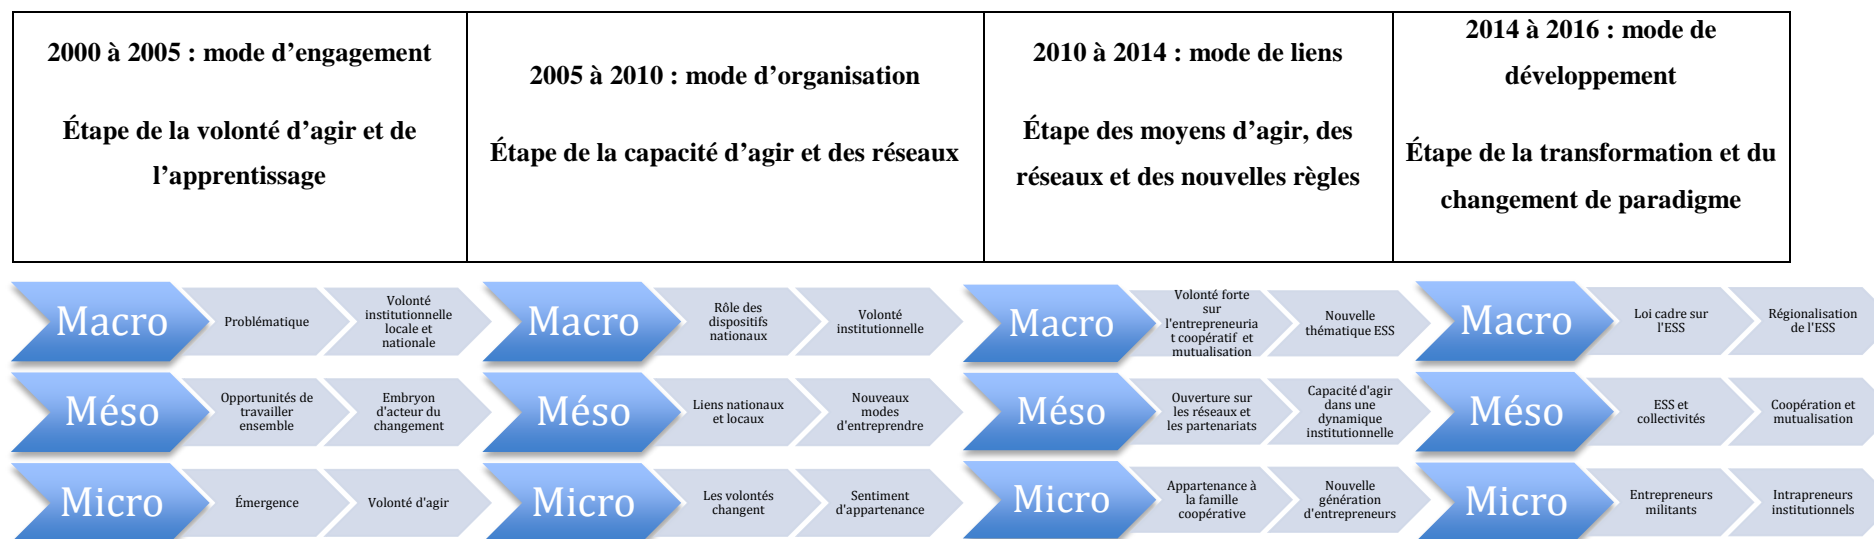 2000 à 2005 : mode d’engagement
Étape de la volonté d’agir et de
l’apprentissage
2005 à 2010 : mode d’organisation
Étape de la capacité d’agir et des réseaux
2010 à 2014 : mode de liens
Étape des moyens d’agir, des
réseaux et des nouvelles règles
2014 à 2016 : mode de
développement
Étape de la transformation et du
changement de paradigme
Macro
Problématique
Volonté
institutionnelle
locale et
nationale
Macro
Rôle des
dispositifs
nationaux
Volonté
institutionnelle
Macro
Volonté forte
sur
l'entrepreneuria
t coopératif et
mutualisation
Nouvelle
thématique ESS
Macro
Loi cadre sur
l'ESS
Régionalisation
de l'ESS
Méso
Opportunités de
travailler
ensemble
Embryon
d'acteur du
changement
Méso
Liens nationaux
et locaux
Nouveaux
modes
d'entreprendre
Méso
Ouverture sur
les réseaux et
les partenariats
Capacité d'agir
dans une
dynamique
institutionnelle
Méso
ESS et
collectivités
Coopération et
mutualisation
Micro
Émergence
Volonté d'agir
Micro
Les volontés
changent
Sentiment
d'appartenance
Micro
Appartenance à
la famille
coopérative
Nouvelle
génération
d'entrepreneurs
Micro
Entrepreneurs
militants
Intrapreneurs
institutionnels